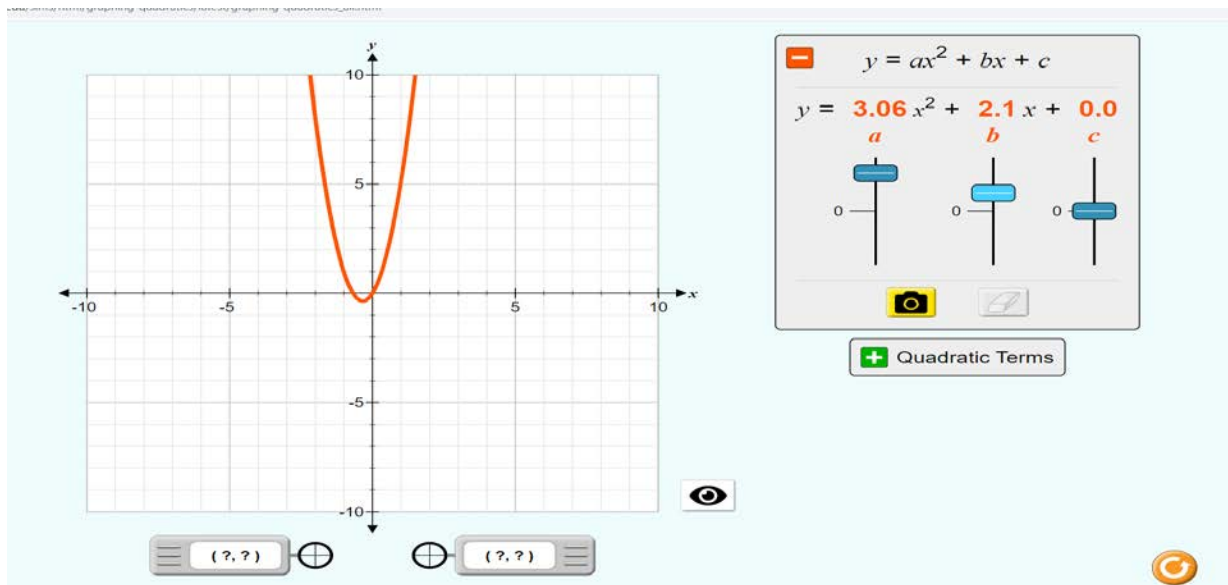 y
10
5
-10
-5
5
10
x
-5
-10
( ?, ? )
( ?, ? )
y = ax² + bx + c
y = 3.06 x² + 2.1 x + 0.0
a b c
0 0 0
Quadratic Terms